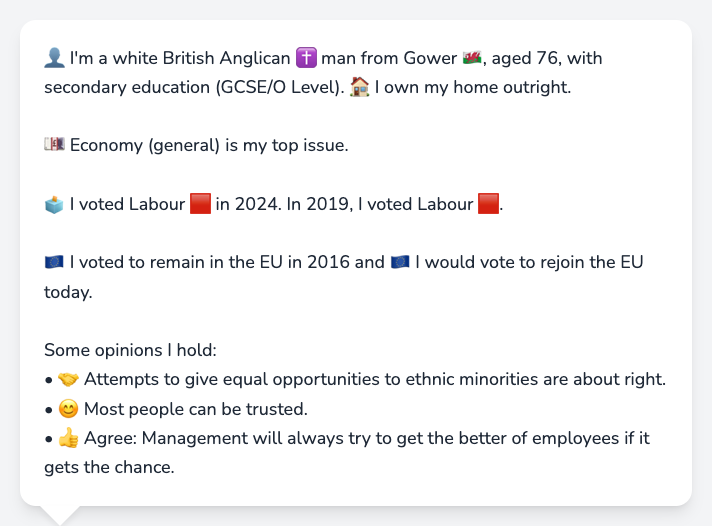 👤 I'm a white British Anglican ✝️ man from Gower 🏴󠁧󠁢󠁷󠁬󠁳󠁿, aged 76, with
secondary education (GCSE/O Level). 🏠 I own my home outright.
💷 Economy (general) is my top issue.
🗳️ I voted Labour 🟥 in 2024. In 2019, I voted Labour 🟥.
🇪🇺 I voted to remain in the EU in 2016 and 🇪🇺 I would vote to rejoin the EU
today.
Some opinions I hold:
• 🤝 Attempts to give equal opportunities to ethnic minorities are about right.
• 😊 Most people can be trusted.
• 👍 Agree: Management will always try to get the better of employees if it
gets the chance.